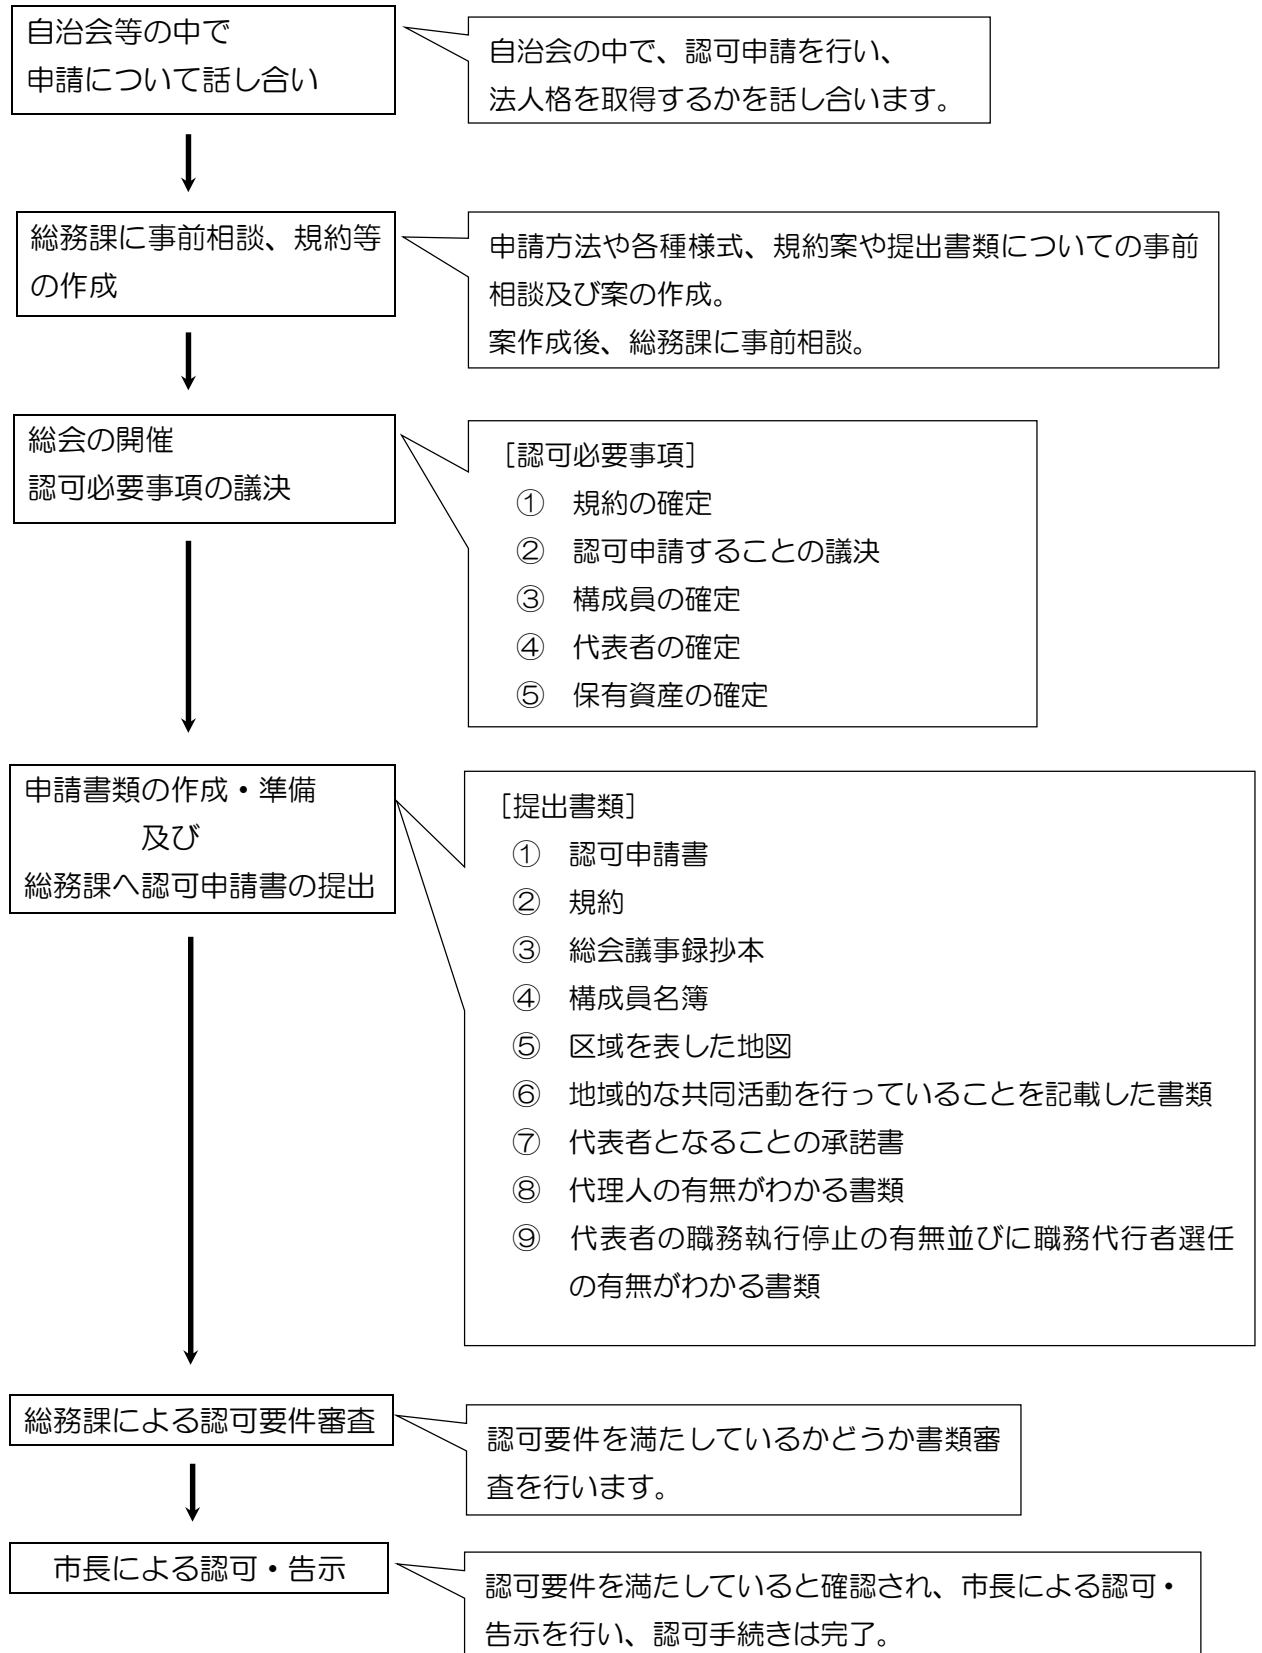 自治会等の中で
申請について話し合い
自治会の中で、認可申請を行い、
法人格を取得するかを話し合います。
総務課に事前相談、規約等
の作成
申請方法や各種様式、規約案や提出書類についての事前
相談及び案の作成。
案作成後、総務課に事前相談。
総会の開催
認可必要事項の議決
［認可必要事項］
① 規約の確定
② 認可申請することの議決
③ 構成員の確定
④ 代表者の確定
⑤ 保有資産の確定
申請書類の作成・準備
及び
総務課へ認可申請書の提出
［提出書類］
① 認可申請書
② 規約
③ 総会議事録抄本
④ 構成員名簿
⑤ 区域を表した地図
⑥ 地域的な共同活動を行っていることを記載した書類
⑦ 代表者となることの承諾書
⑧ 代理人の有無がわかる書類
⑨ 代表者の職務執行停止の有無並びに職務代行者選任
の有無がわかる書類
総務課による認可要件審査
認可要件を満たしているかどうか書類審
査を行います。
市長による認可・告示
認可要件を満たしていると確認され、市長による認可・
告示を行い、認可手続きは完了。